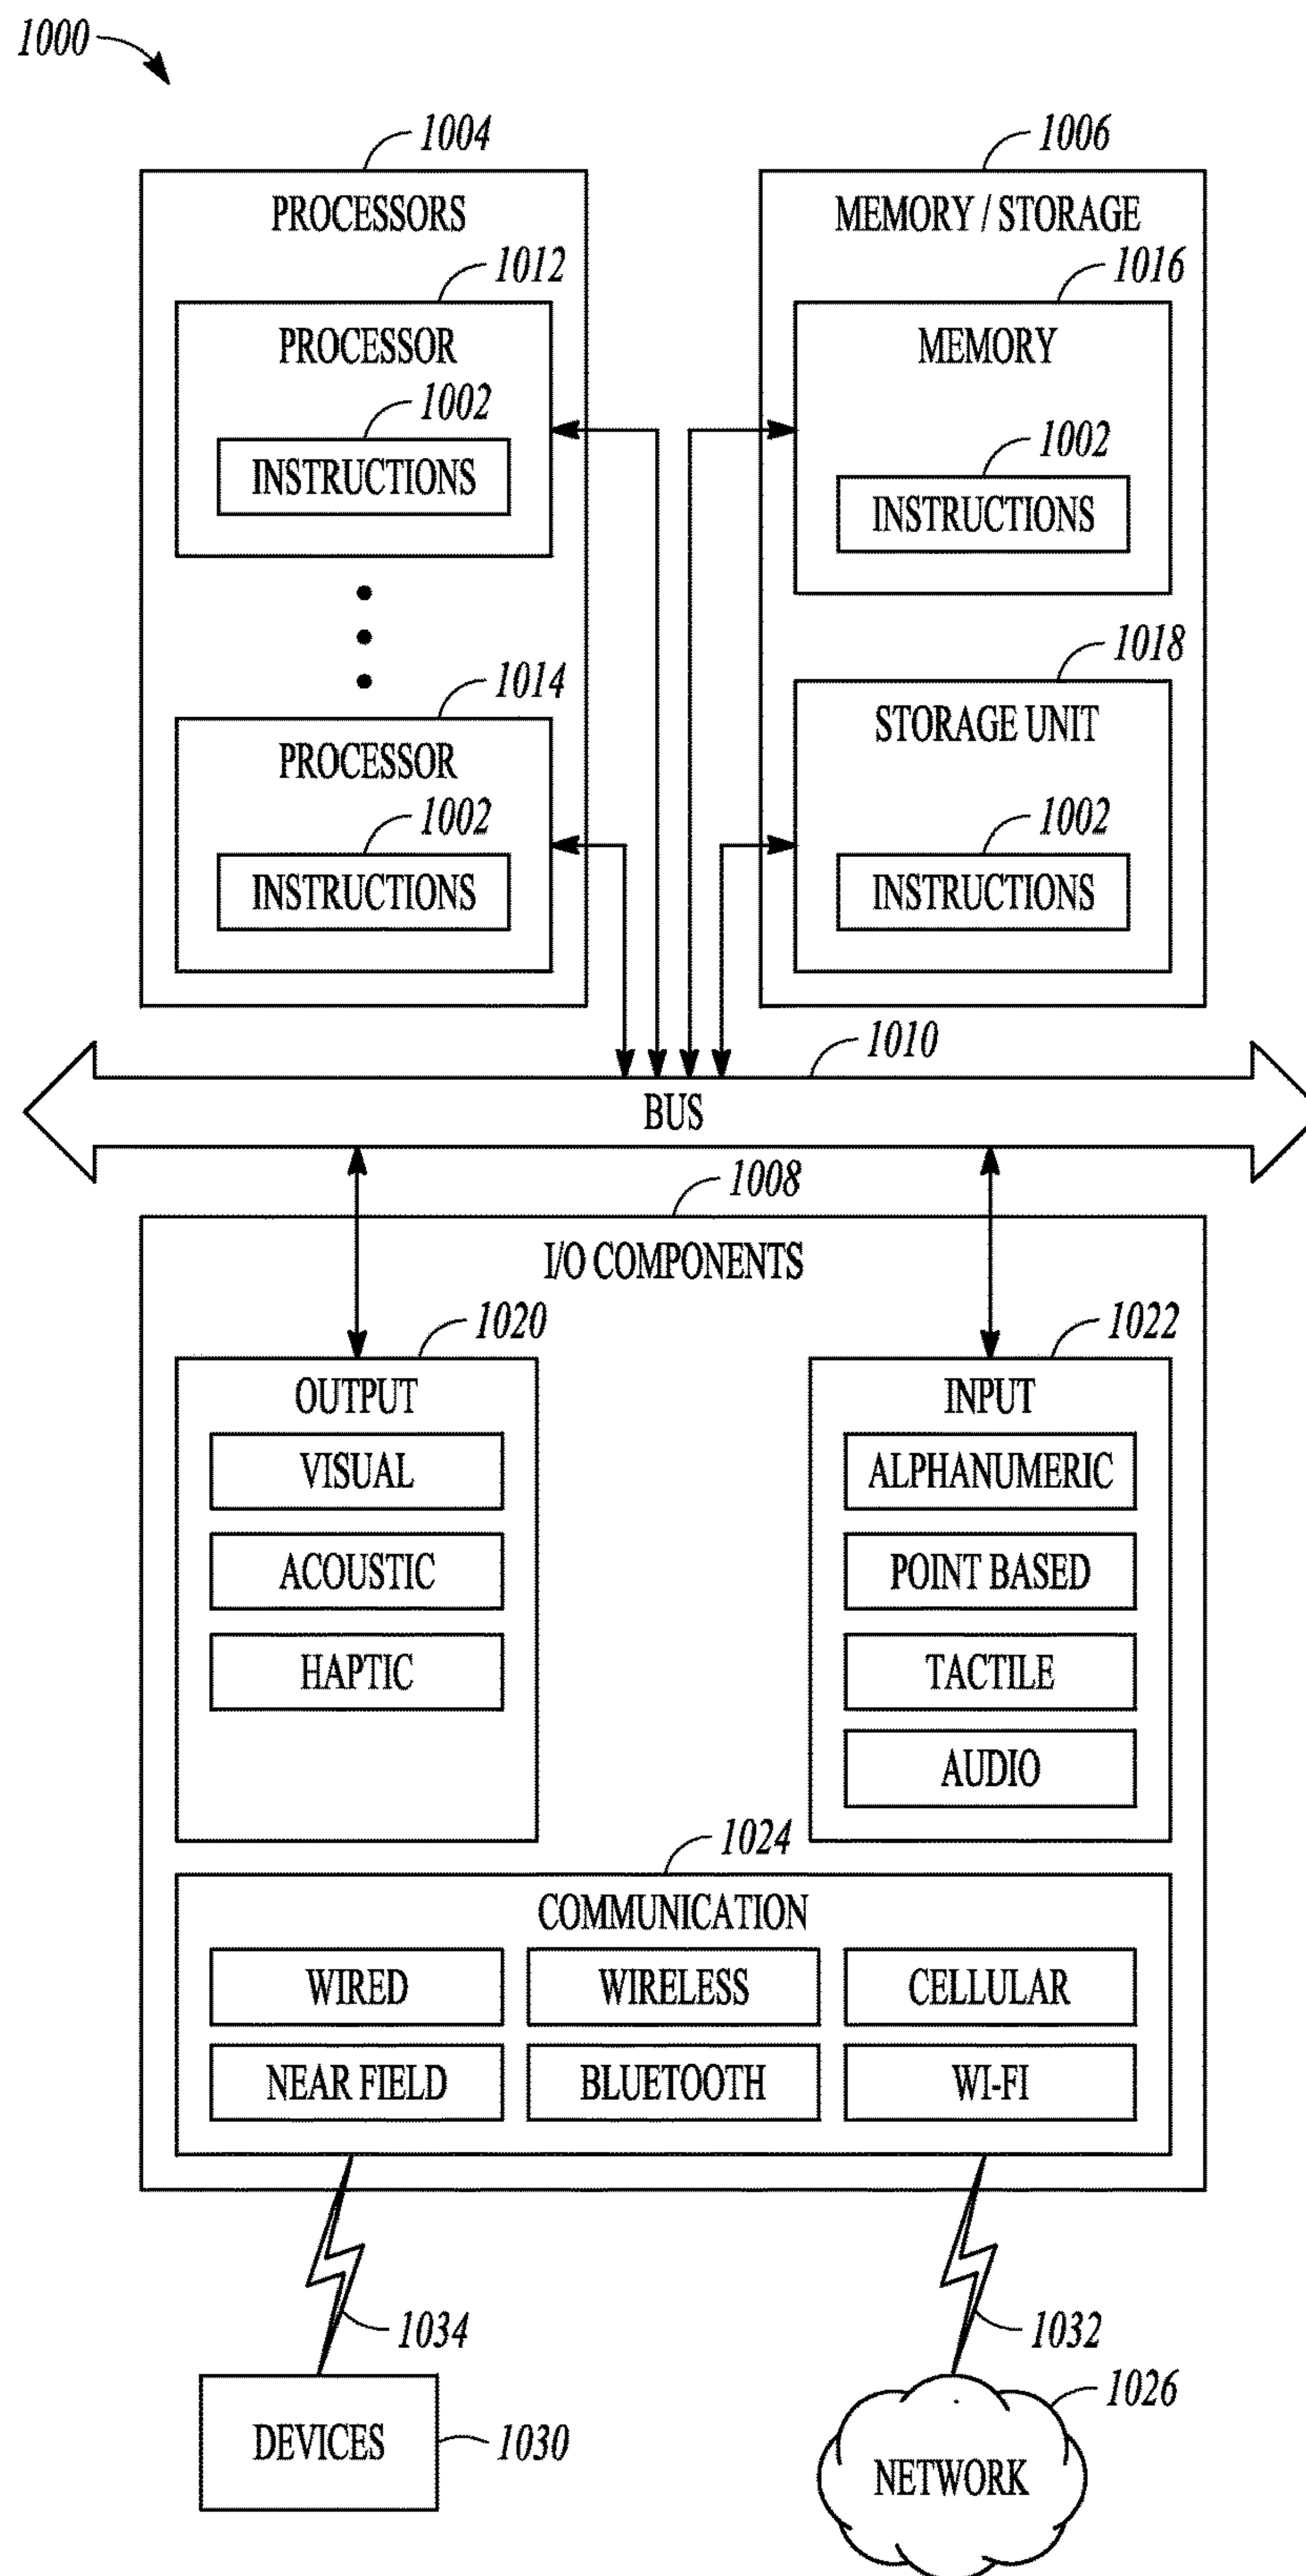 1000
1004
PROCESSORS
1012
PROCESSOR
1002
INSTRUCTIONS
1014
PROCESSOR
1002
INSTRUCTIONS
1006
MEMORY / STORAGE
1016
MEMORY
1002
INSTRUCTIONS
1018
STORAGE UNIT
1002
INSTRUCTIONS
1010
BUS
1008
I/O COMPONENTS
1020
OUTPUT
VISUAL
ACOUSTIC
HAPTIC
1022
INPUT
ALPHANUMERIC
POINT BASED
TACTILE
AUDIO
1024
COMMUNICATION
WIRED
WIRELESS
CELLULAR
NEAR FIELD
BLUETOOTH
WI-FI
1034
1032
DEVICES
1030
1026
NETWORK